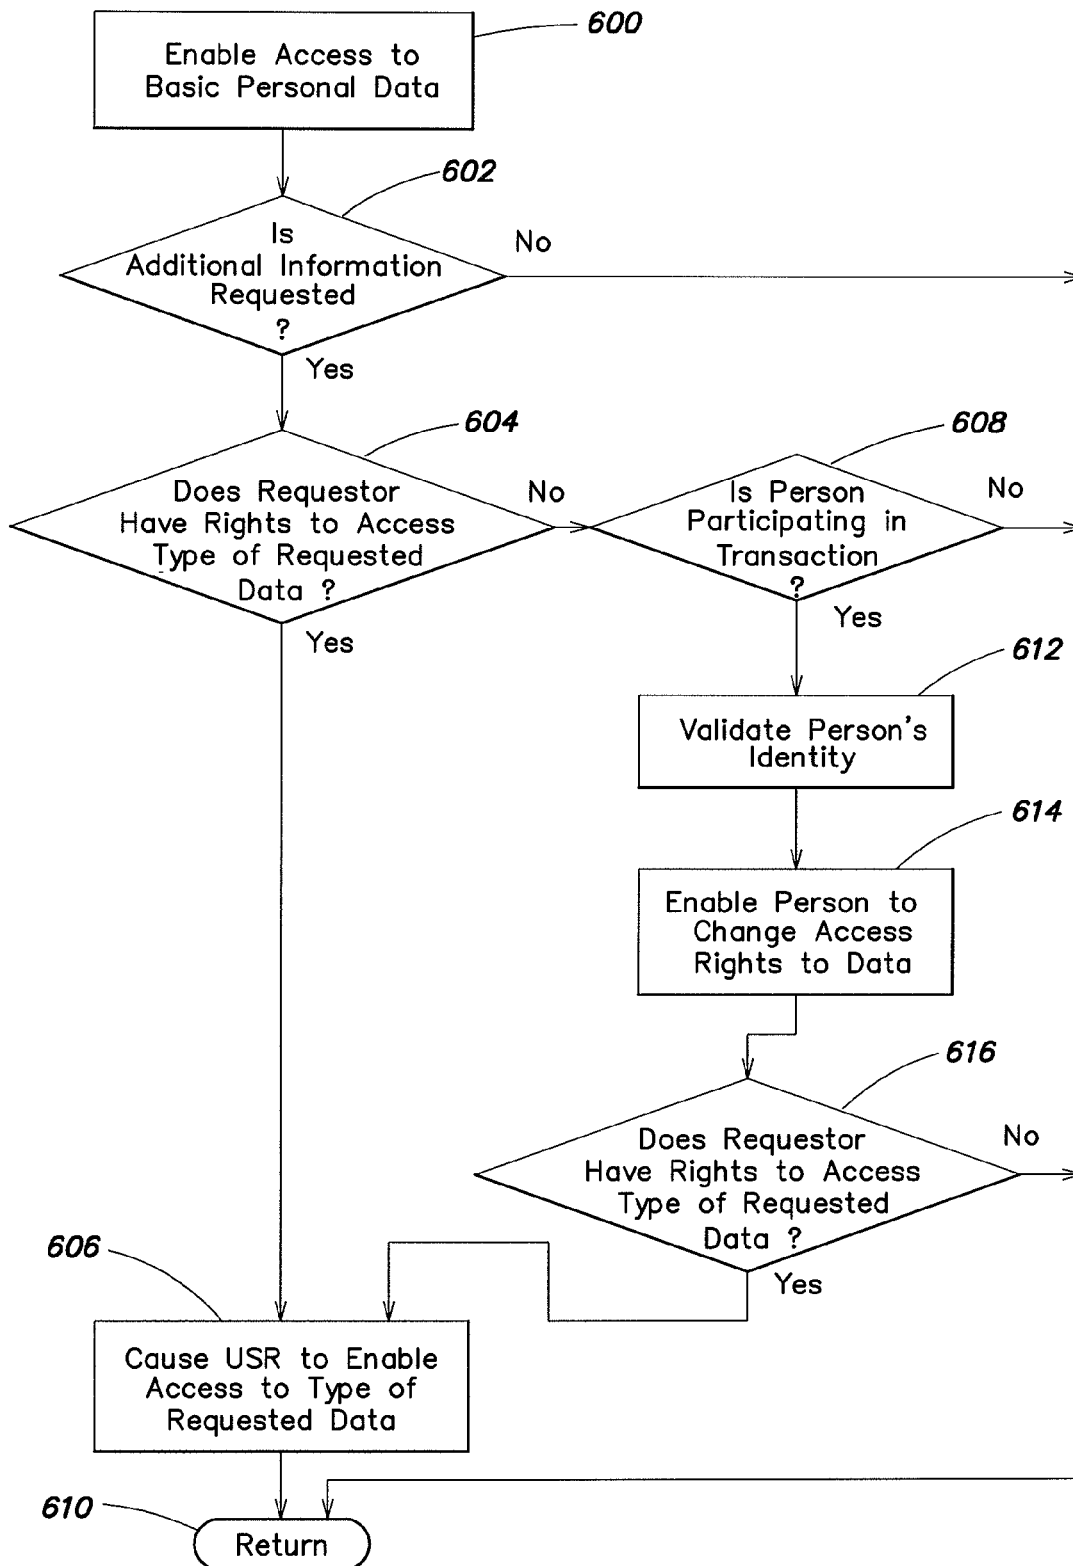 600
Enable Access to
Basic Personal Data
602
Is
Additional Information
Requested
?
No
Yes
604
Does Requestor
Have Rights to Access
Type of Requested
Data ?
No
Yes
608
Is Person
Participating in
Transaction
?
No
Yes
612
Validate Person's
Identity
614
Enable Person to
Change Access
Rights to Data
616
Does Requestor
Have Rights to Access
Type of Requested
Data ?
No
Yes
606
Cause USR to Enable
Access to Type of
Requested Data
610
Return